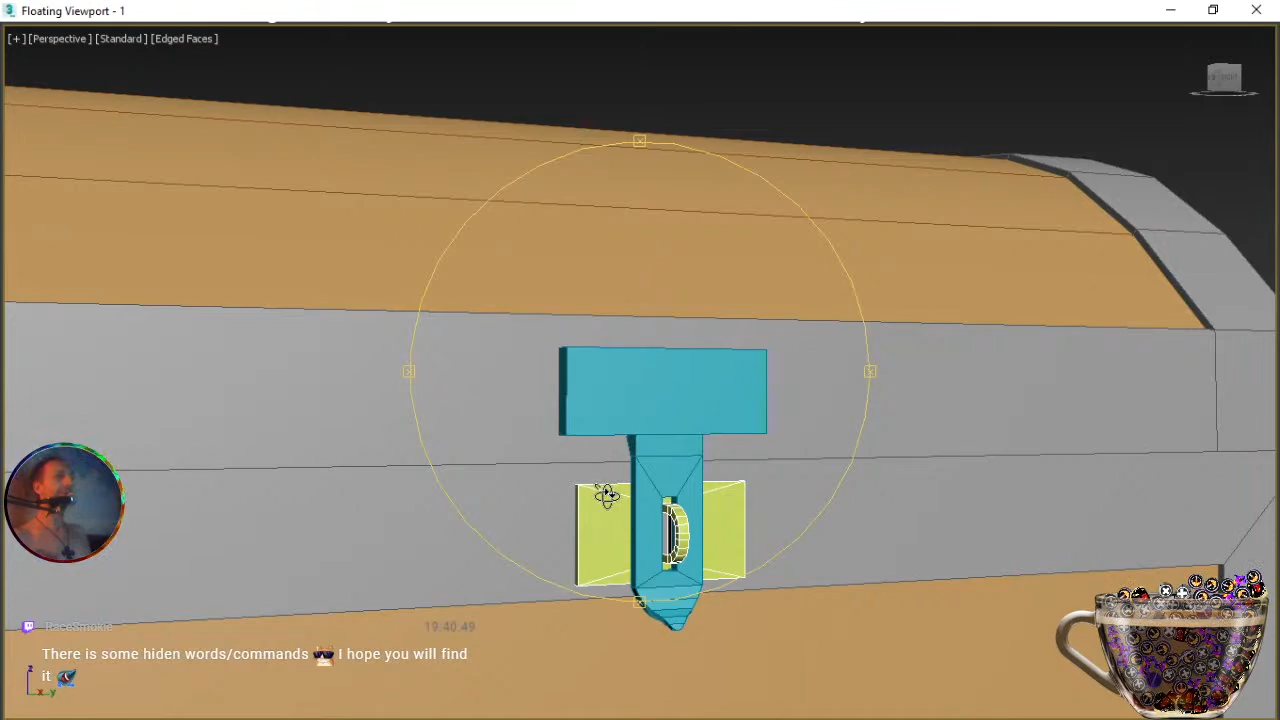 Floating Viewport - 1
[+] [Perspective] [Standard] [Edged Faces]
RaceSmokie
19:40:49
There is some hiden words/commands I hope you will find
it
z
x y